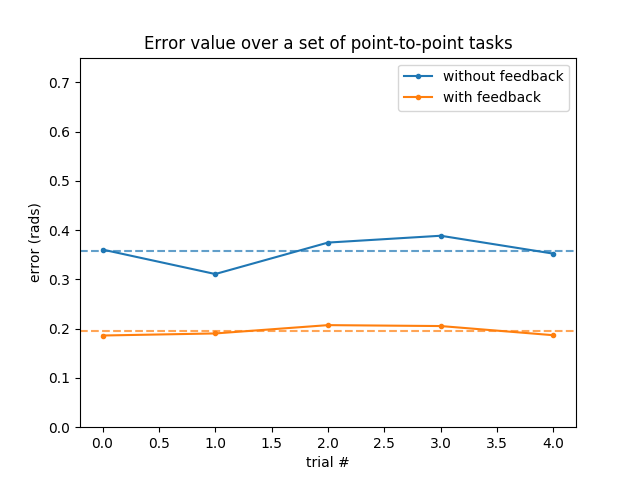 Error value over a set of point-to-point tasks
without feedback
with feedback
error (rads)
0.7
0.6
0.5
0.4
0.3
0.2
0.1
0.0
0.0 0.5 1.0 1.5 2.0 2.5 3.0 3.5 4.0
trial #